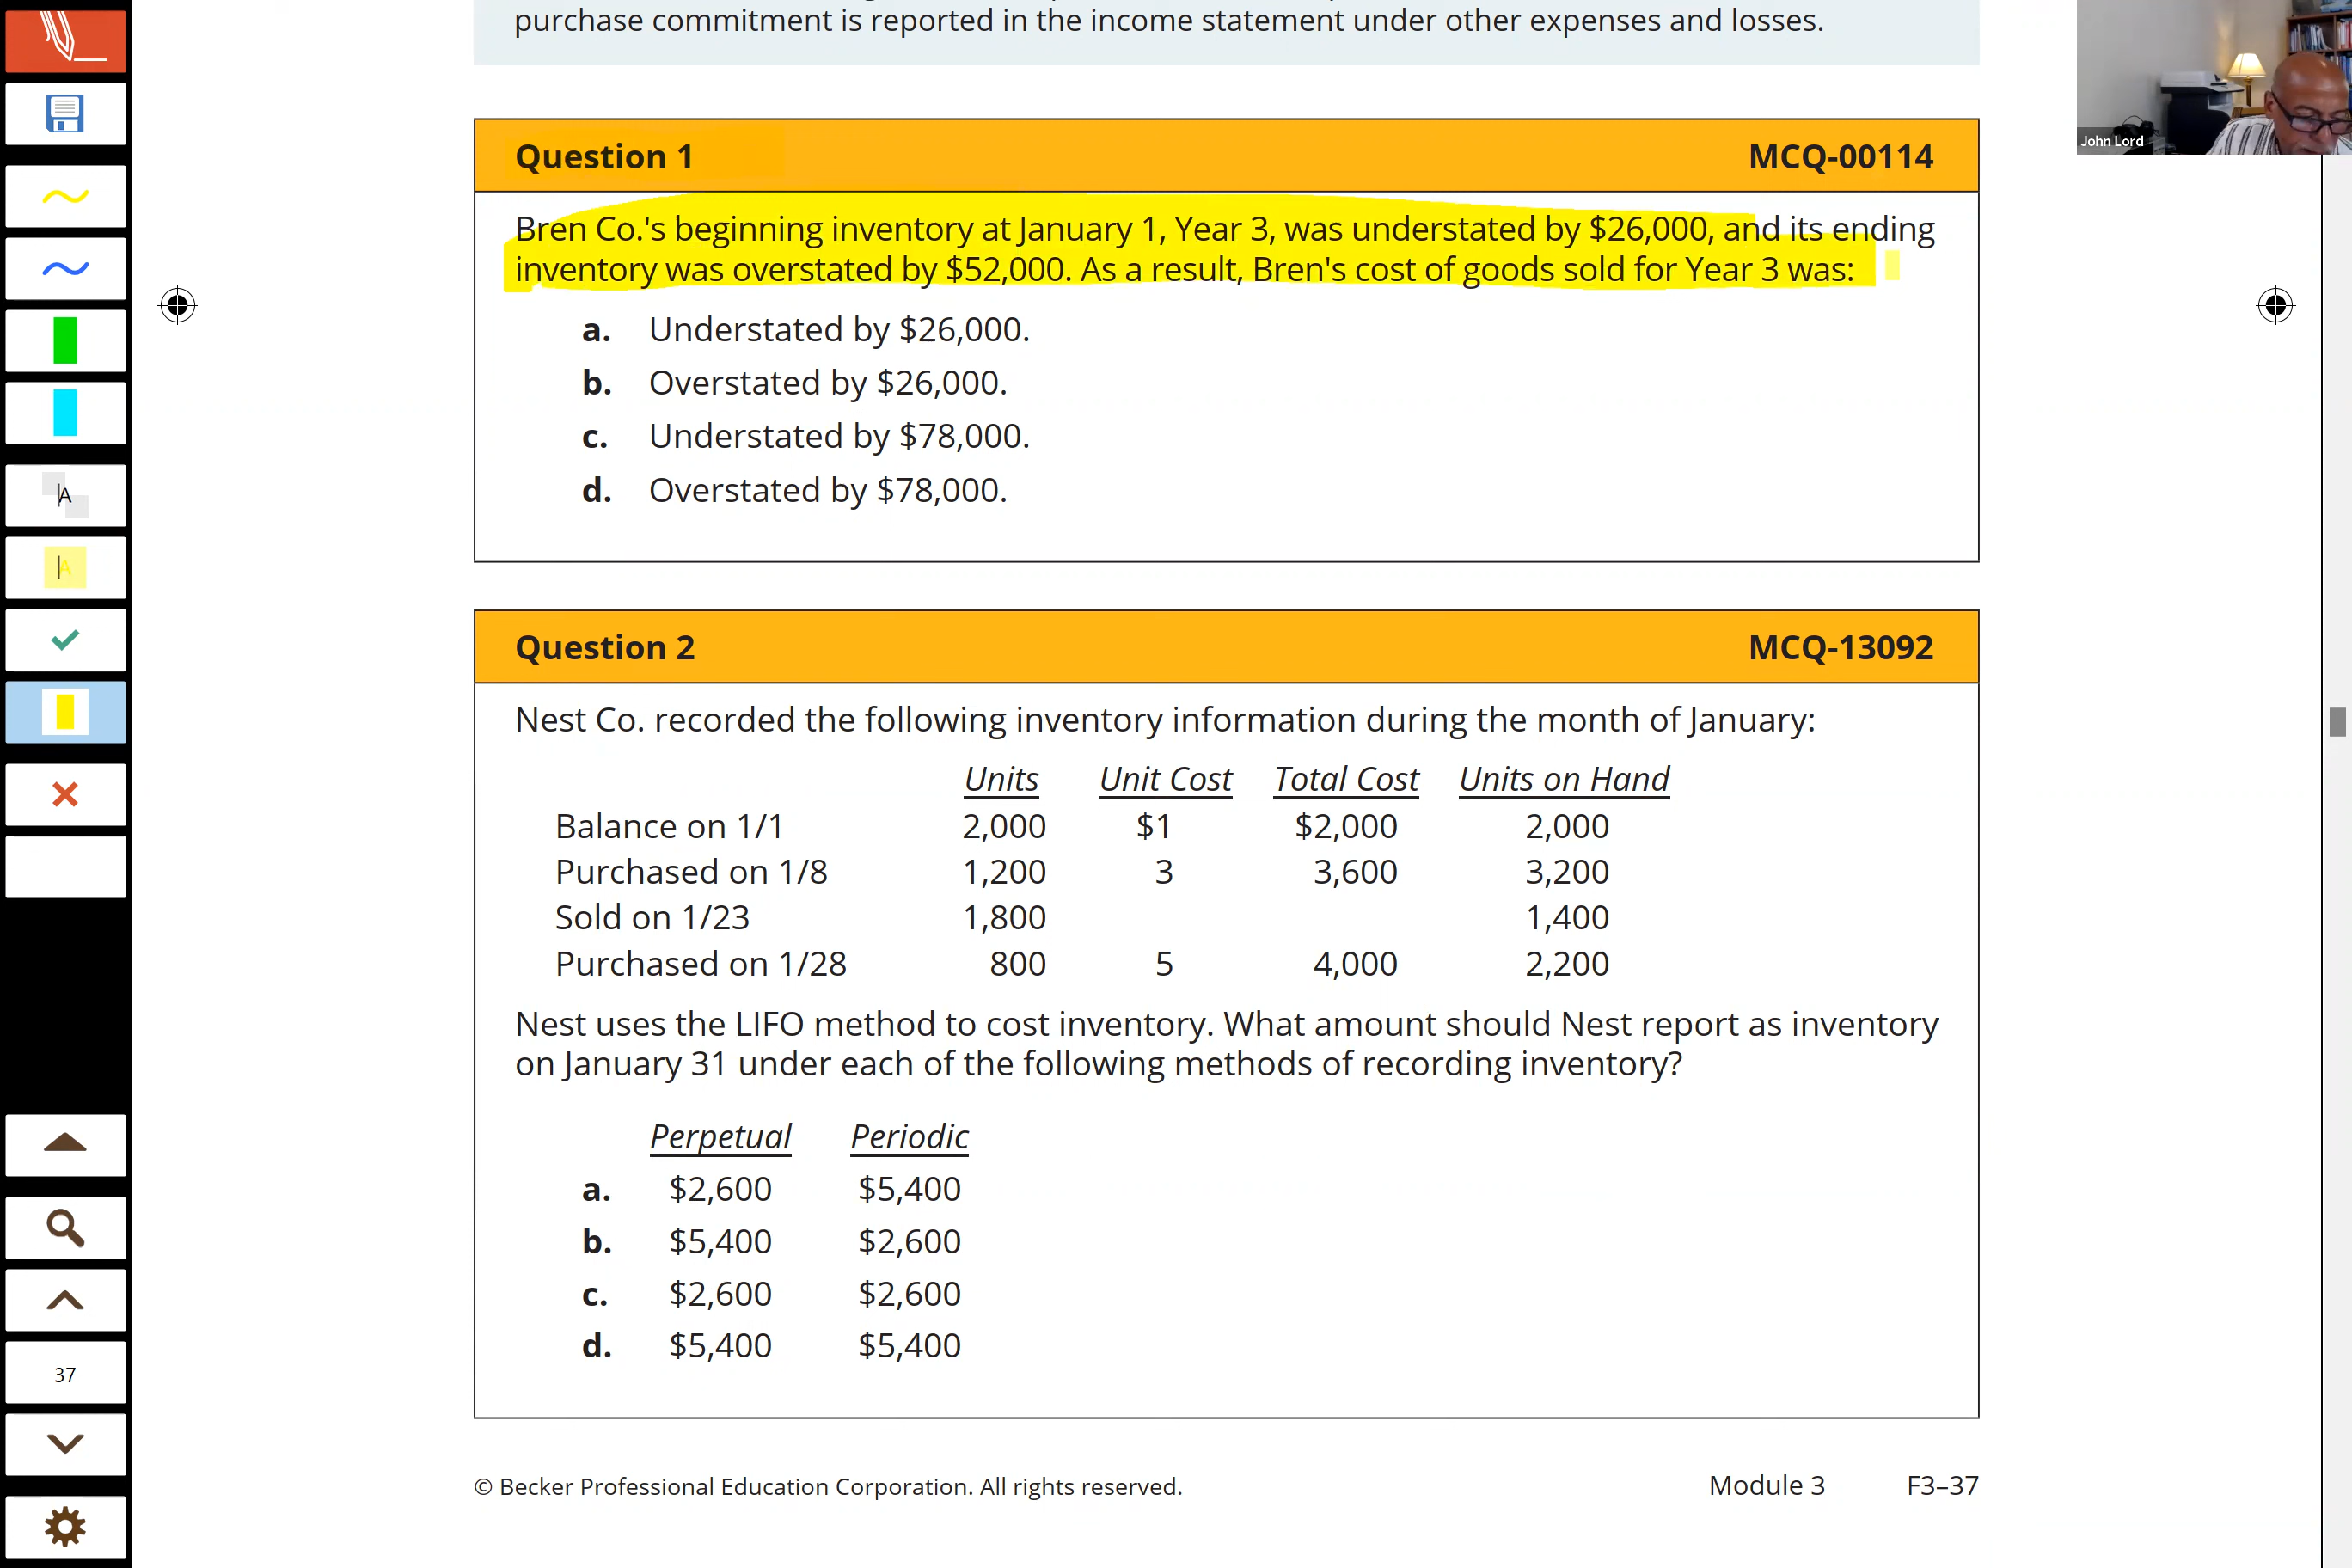 purchase commitment is reported in the income statement under other expenses and losses.
John Lord
Question 1 MCQ-00114
Bren Co.'s beginning inventory at January 1, Year 3, was understated by $26,000, and its ending
inventory was overstated by $52,000. As a result, Bren's cost of goods sold for Year 3 was:
a. Understated by $26,000.
b. Overstated by $26,000.
c. Understated by $78,000.
d. Overstated by $78,000.
A
A
Question 2 MCQ-13092
Nest Co. recorded the following inventory information during the month of January:
Units Unit Cost Total Cost Units on Hand
Balance on 1/1 2,000 $1 $2,000 2,000
Purchased on 1/8 1,200 3 3,600 3,200
Sold on 1/23 1,800 1,400
Purchased on 1/28 800 5 4,000 2,200
Nest uses the LIFO method to cost inventory. What amount should Nest report as inventory
on January 31 under each of the following methods of recording inventory?
Perpetual Periodic
a. $2,600 $5,400
b. $5,400 $2,600
c. $2,600 $2,600
d. $5,400 $5,400
37
© Becker Professional Education Corporation. All rights reserved. Module 3 F3–37